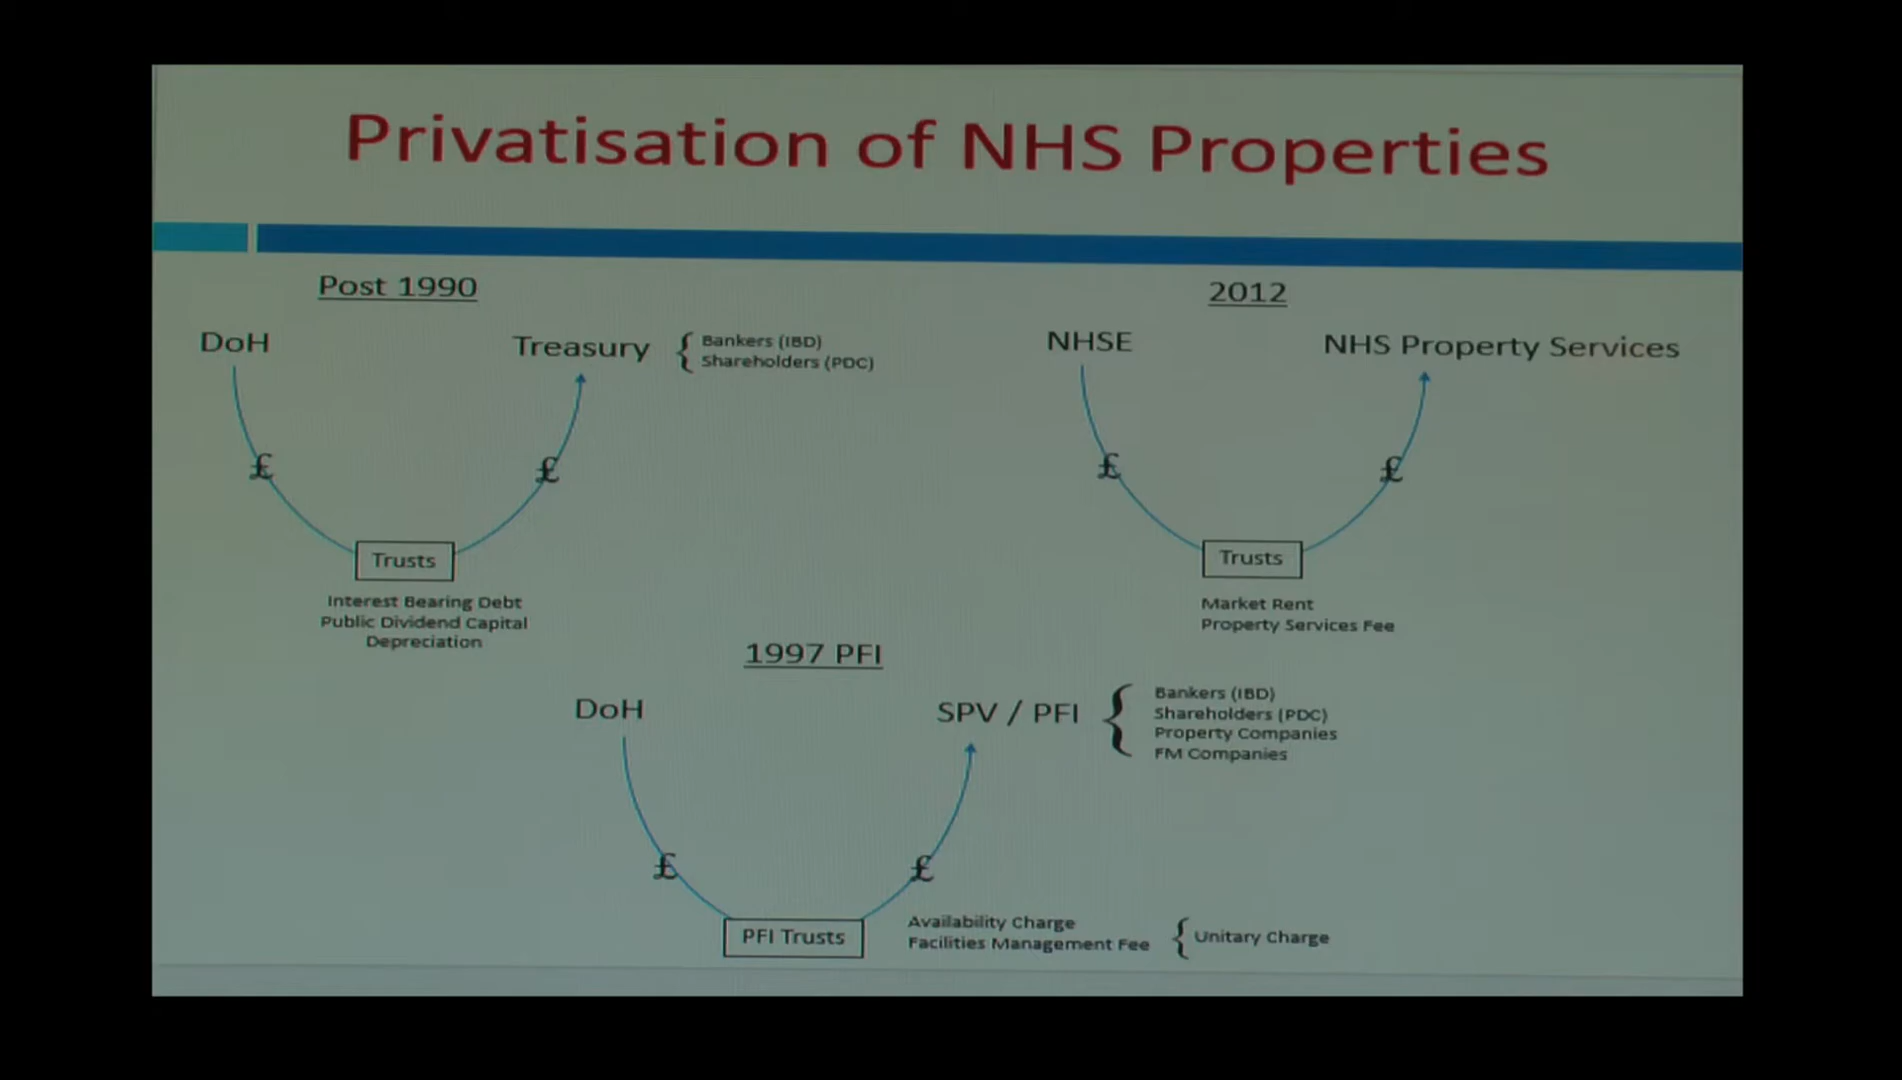 Privatisation of NHS Properties
Post 1990
DoH
Treasury { Bankers (IBD)
Shareholders (PDC)
£
£
Trusts
Interest Bearing Debt
Public Dividend Capital
Depreciation
2012
NHSE
NHS Property Services
£
£
Trusts
Market Rent
Property Services Fee
1997 PFI
DoH
SPV / PFI { Bankers (IBD)
Shareholders (PDC)
Property Companies
FM Companies
£
£
PFI Trusts
Availability Charge
Facilities Management Fee { Unitary Charge